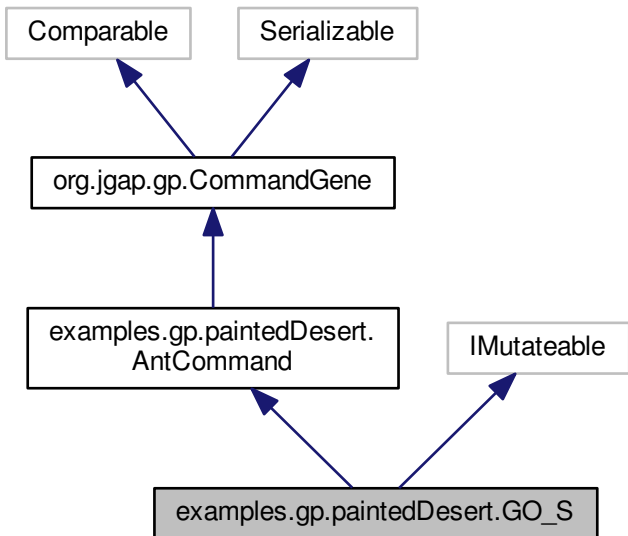 Comparable
Serializable
org.jgap.gp.CommandGene
examples.gp.paintedDesert.
AntCommand
IMutateable
examples.gp.paintedDesert.GO_S